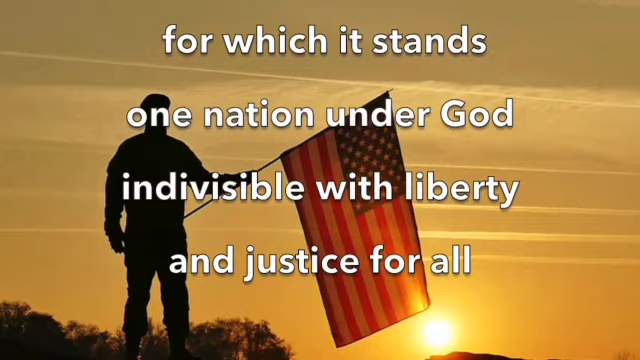 for which it stands
one nation under God
indivisible with liberty
and justice for all